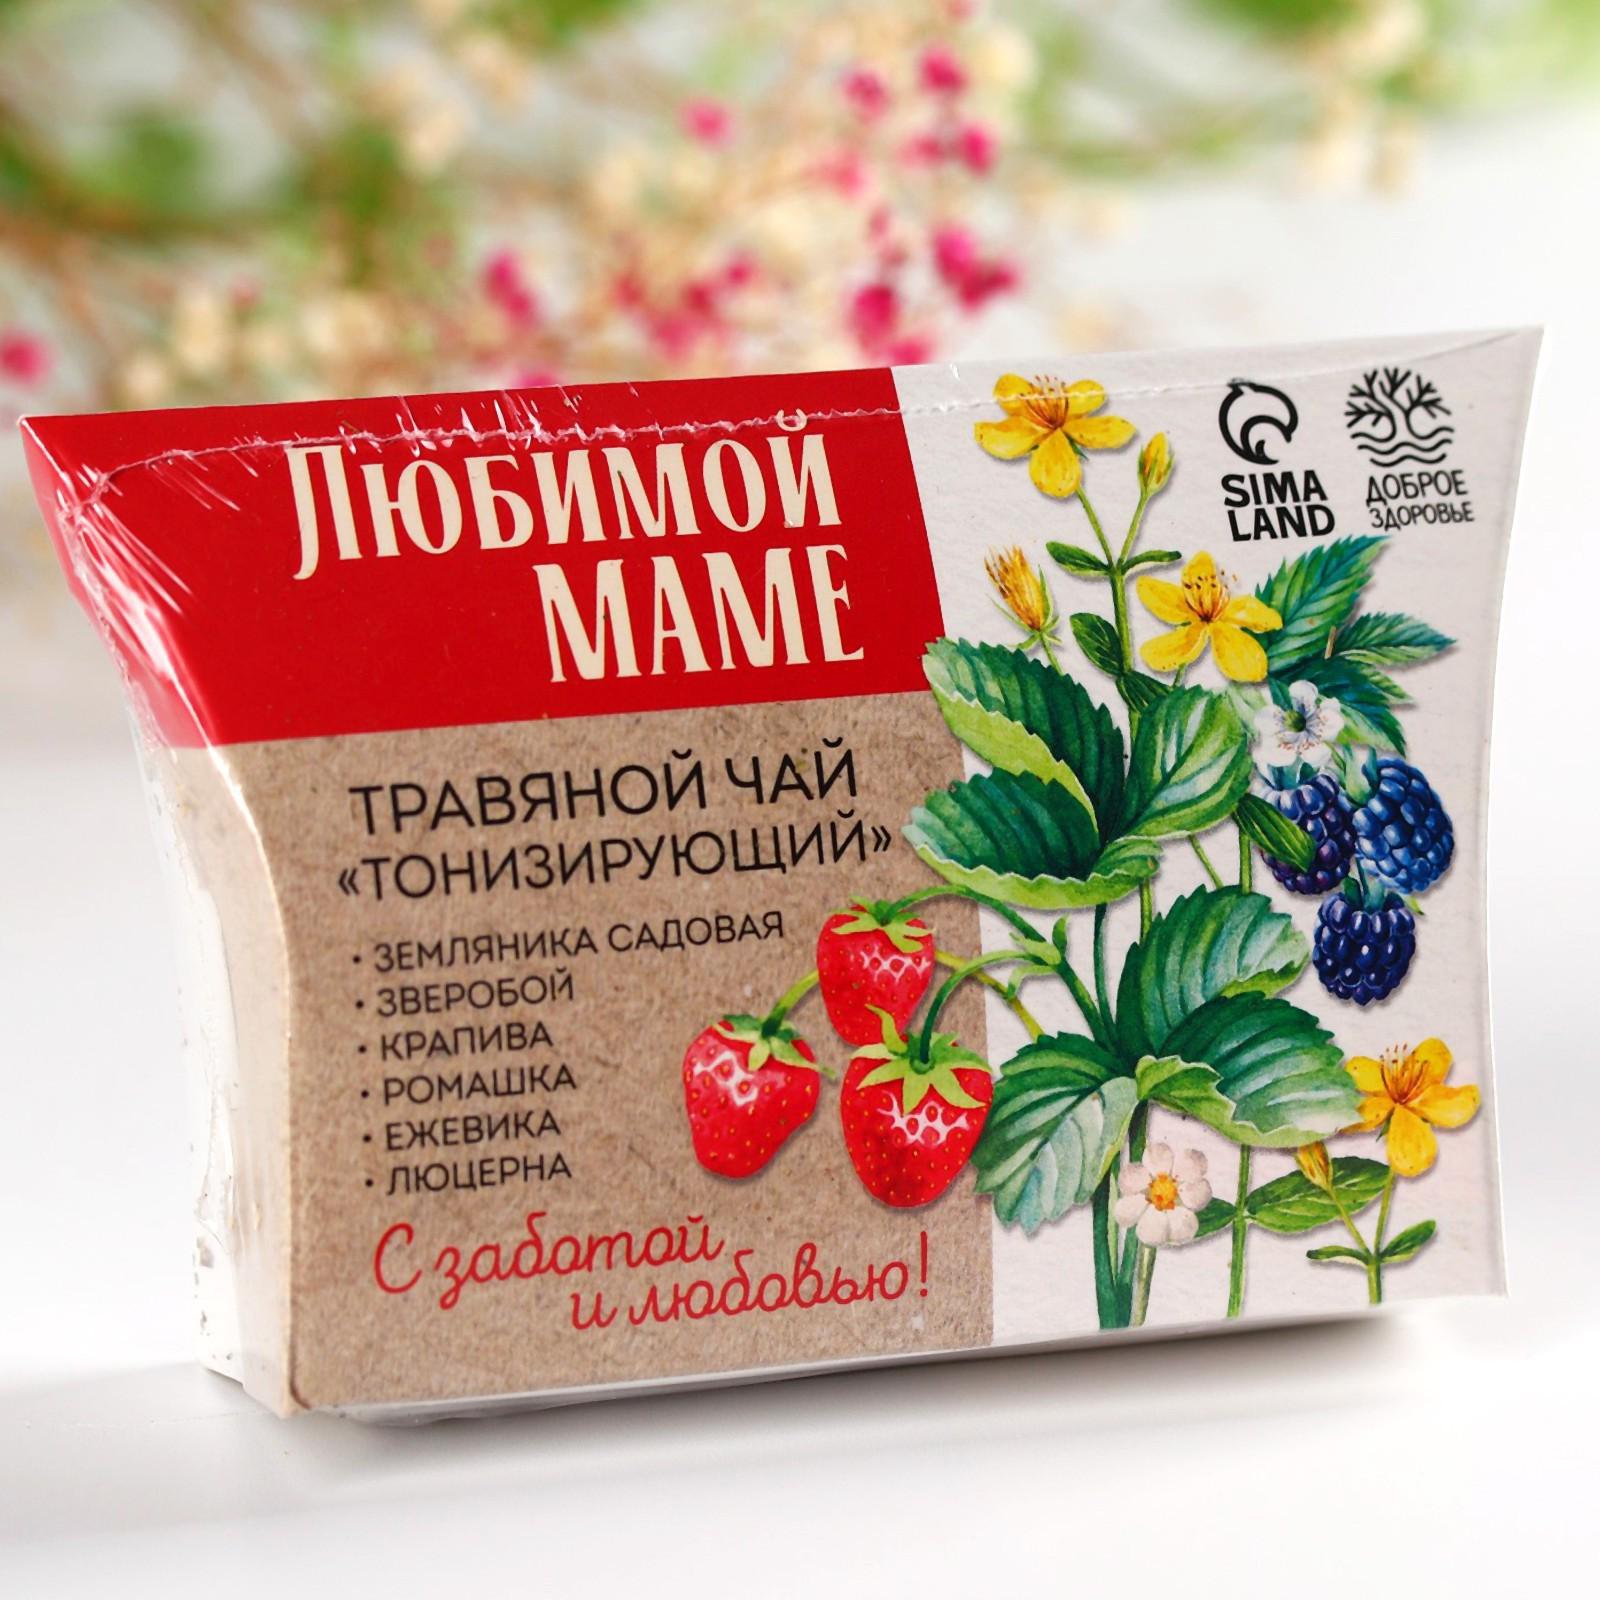 Любимой
маме
SIMA
LAND
ДОБРОЕ
ЗДОРОВЬЕ
ТРАВЯНОЙ ЧАЙ
«ТОНИЗИРУЮЩИЙ»
• ЗЕМЛЯНИКА САДОВАЯ
• ЗВЕРОБОЙ
• КРАПИВА
• РОМАШКА
• ЕЖЕВИКА
• ЛЮЦЕРНА
С заботой
и любовью!